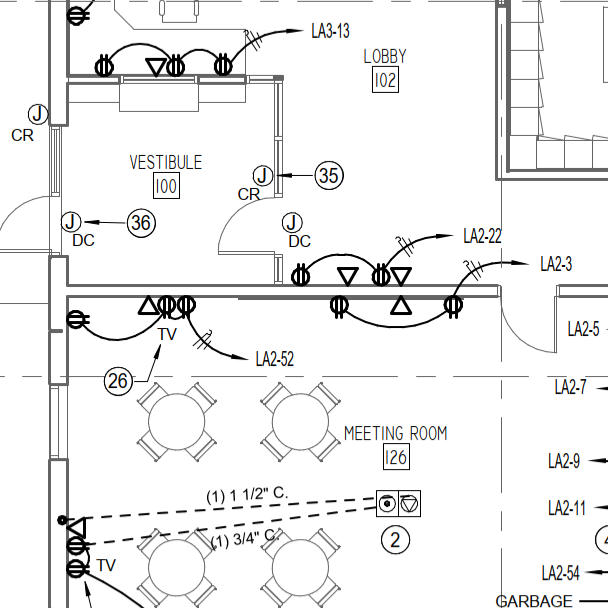 LA3-13
LOBBY
102
J
CR
VESTIBULE
100
J
35
CR
J
36
DC
J
DC
LA2-22
LA2-3
TV
LA2-52
LA2-5
26
LA2-7
MEETING ROOM
126
LA2-9
(1) 1 1/2" C.
LA2-11
(1) 3/4" C.
2
TV
LA2-54
GARBAGE